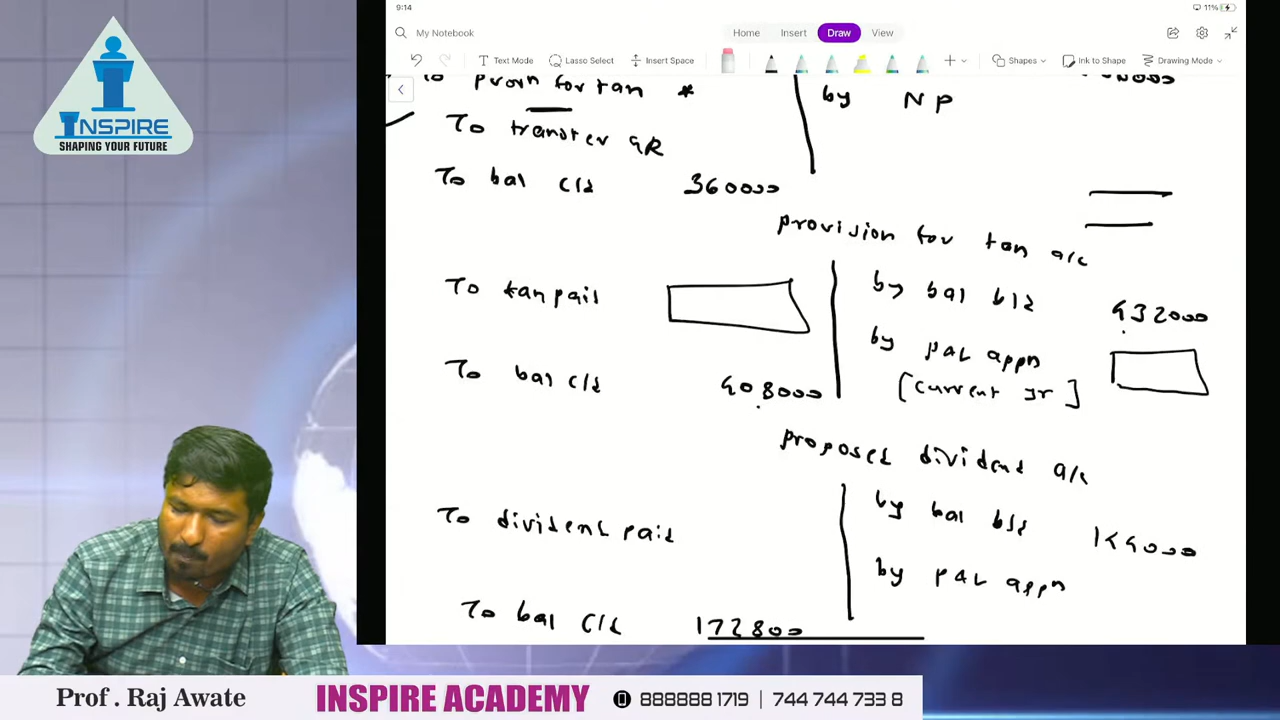 9:14
11%
My Notebook
Home Insert Draw View
Text Mode Lasso Select Insert Space Shapes Ink to Shape Drawing Mode
INSPIRE
SHAPING YOUR FUTURE
To provn for tax *
by NP
To transfer GR
To bal c/d 360000
provision for tax a/c
To tax paid
by bal b/d 432000
by P&L appn
[current yr]
To bal c/d 408000
proposed dividend a/c
To dividend paid
by bal b/d 144000
by P&L appn
To bal c/d 172800
Prof . Raj Awate INSPIRE ACADEMY 888888 1719 | 744 744 733 8